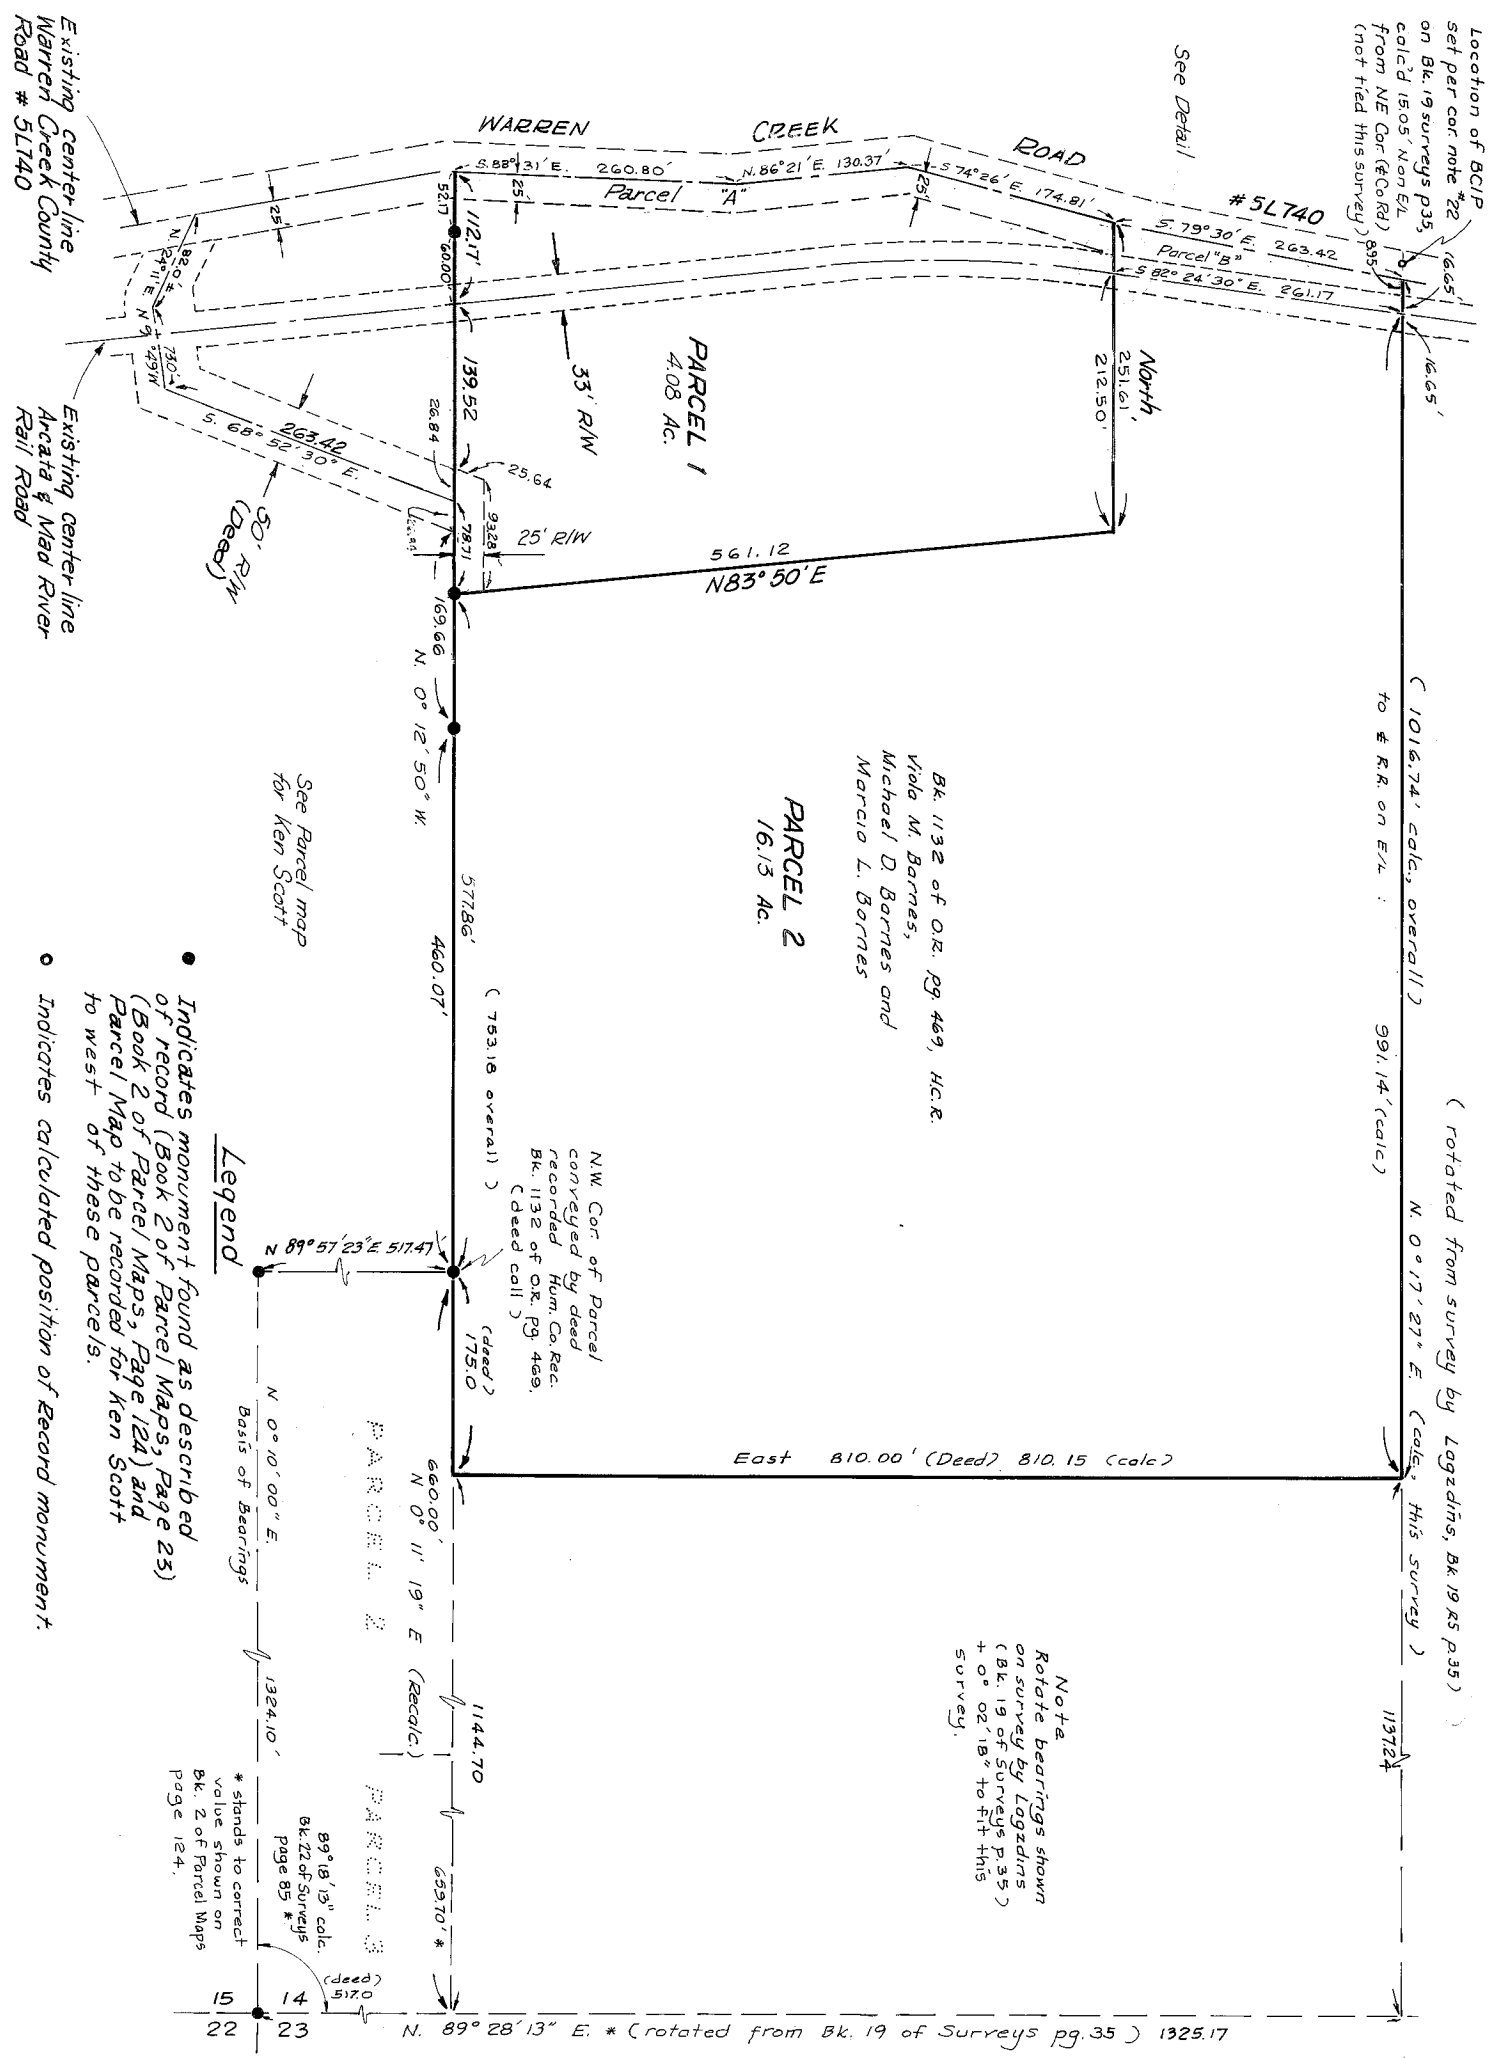 Location of BCIP
set per cor. note #22
on Bk. 19 surveys p35,
calc'd 15.05' N. on E/L
from NE Cor. (℄ Co Rd)
(not tied this survey)
See Detail
WARREN CREEK ROAD #5L740
S. 88° 31' E. 260.80'
N. 86° 21' E. 130.37'
S 74° 26' E. 174.81'
S. 79° 30' E. 263.42
S 82° 24' 30" E. 261.17
Parcel "A"
Parcel "B"
25'
25'
25'
8.95'
16.65'
16.65'
52.17
112.17'
60.00'
139.52
26.84
25.64
93.28
78.71
25' R/W
33' R/W
PARCEL 1
4.08 Ac.
North
251.61'
212.50'
561.12
N83° 50' E
N. 24° 11' E.
82.0' *
N 9° 49' W
73.0'
263.42
S. 68° 52' 30" E.
50' R/W
(Deed)
Existing center line
Warren Creek County
Road # 5L740
Existing center line
Arcata & Mad River
Rail Road
169.66
N. 0° 12' 50" W.
577.86'
460.07'
(753.18 overall)
See Parcel map
for Ken Scott
PARCEL 2
16.13 Ac.
Bk. 1132 of O.R. pg. 469, H.C.R.
Viola M. Barnes,
Michael D. Barnes and
Marcia L. Barnes
(1016.74' calc., overall)
to ℄ R.R. on E/L :
991.14' (calc)
N. 0° 17' 27" E. (calc., this survey)
(rotated from survey by Lagzdins, Bk. 19 RS p.35)
N.W. Cor. of Parcel
conveyed by deed
recorded Hum. Co. Rec.
Bk. 1132 of O.R. Pg. 469.
(deed call)
N 89° 57' 23" E 517.47'
(deed)
175.0
East 810.00' (Deed) 810.15 (calc)
Legend
● Indicates monument found as described
of record (Book 2 of Parcel Maps, Page 23)
(Book 2 of Parcel Maps, Page 124) and
Parcel Map to be recorded for Ken Scott
to west of these parcels.
o Indicates calculated position of Record monument.
N 0° 10' 00" E.
Basis of Bearings
1324.10'
PARCEL 2
PARCEL 3
660.00'
N 0° 11' 19" E (Recalc.)
1144.70
659.70' *
1137.24
Note
Rotate bearings shown
on survey by Lagzdins
(Bk. 19 of Surveys p.35)
+ 0° 02' 18" to fit this
survey.
89° 18' 13" calc.
Bk. 22 of Surveys
page 85 *
* stands to correct
value shown on
Bk. 2 of Parcel Maps
page 124.
(deed)
517.0
15 14
22 23
N. 89° 28' 13" E. * (rotated from Bk. 19 of Surveys pg. 35) 1325.17